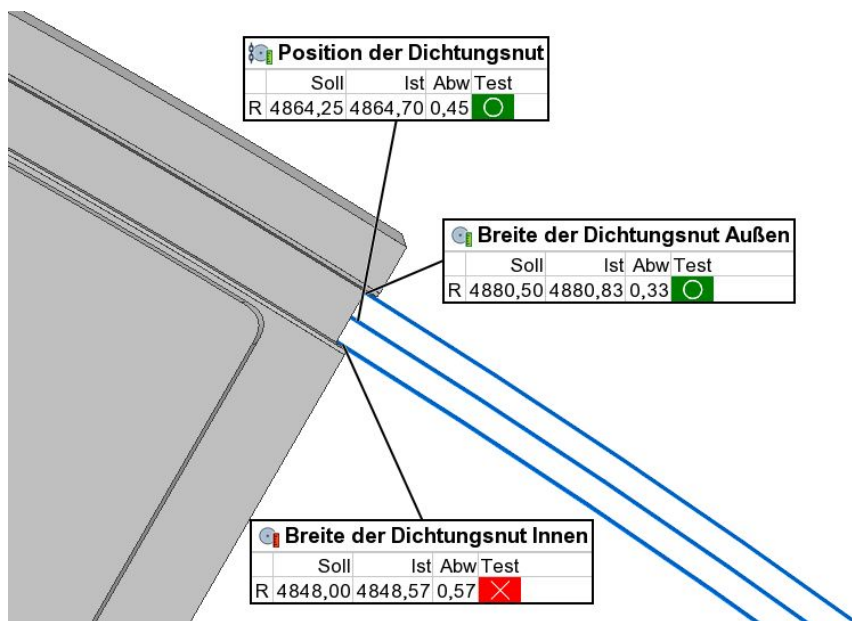 Position der Dichtungsnut
Soll Ist Abw Test
R 4864,25 4864,70 0,45
Breite der Dichtungsnut Außen
Soll Ist Abw Test
R 4880,50 4880,83 0,33
Breite der Dichtungsnut Innen
Soll Ist Abw Test
R 4848,00 4848,57 0,57